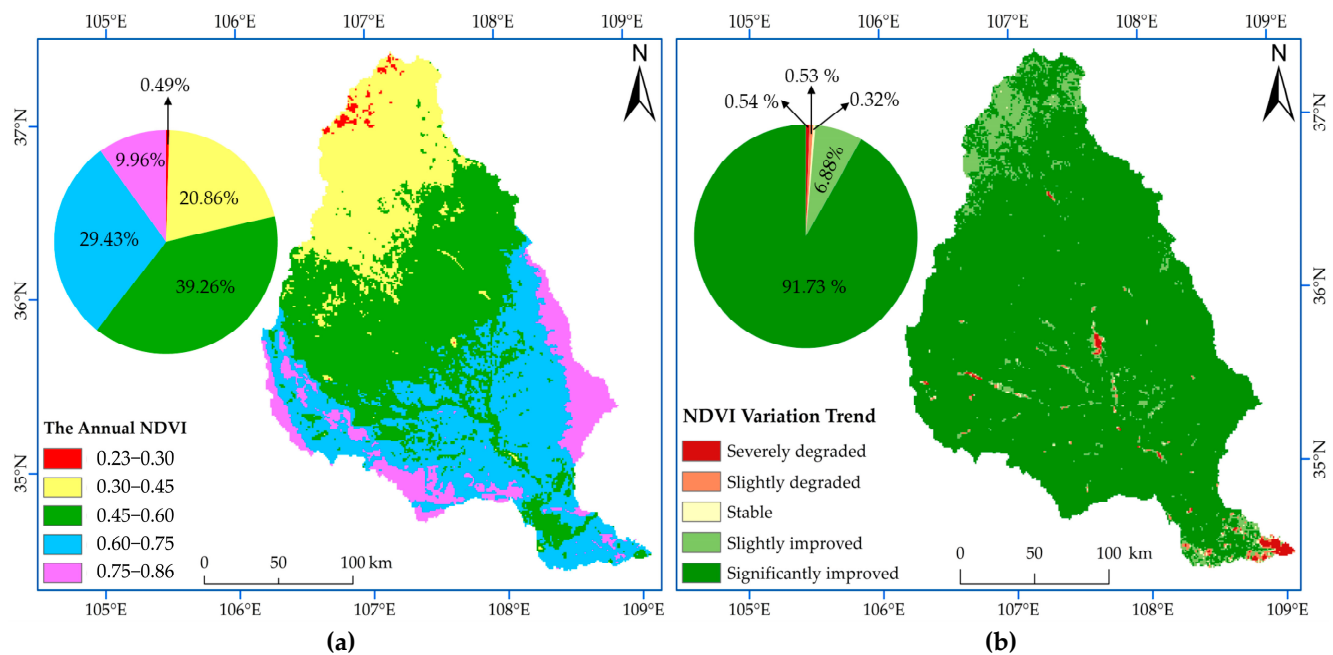 105°E 106°E 107°E 108°E 109°E
37°N
36°N
35°N
N
0.49%
9.96%
20.86%
29.43%
39.26%
The Annual NDVI
0.23–0.30
0.30–0.45
0.45–0.60
0.60–0.75
0.75–0.86
0 50 100 km
105°E 106°E 107°E 108°E 109°E
(a)
105°E 106°E 107°E 108°E 109°E
N
37°N
36°N
35°N
0.53 %
0.54 %
0.32%
6.88%
91.73 %
NDVI Variation Trend
Severely degraded
Slightly degraded
Stable
Slightly improved
Significantly improved
0 50 100 km
105°E 106°E 107°E 108°E 109°E
(b)